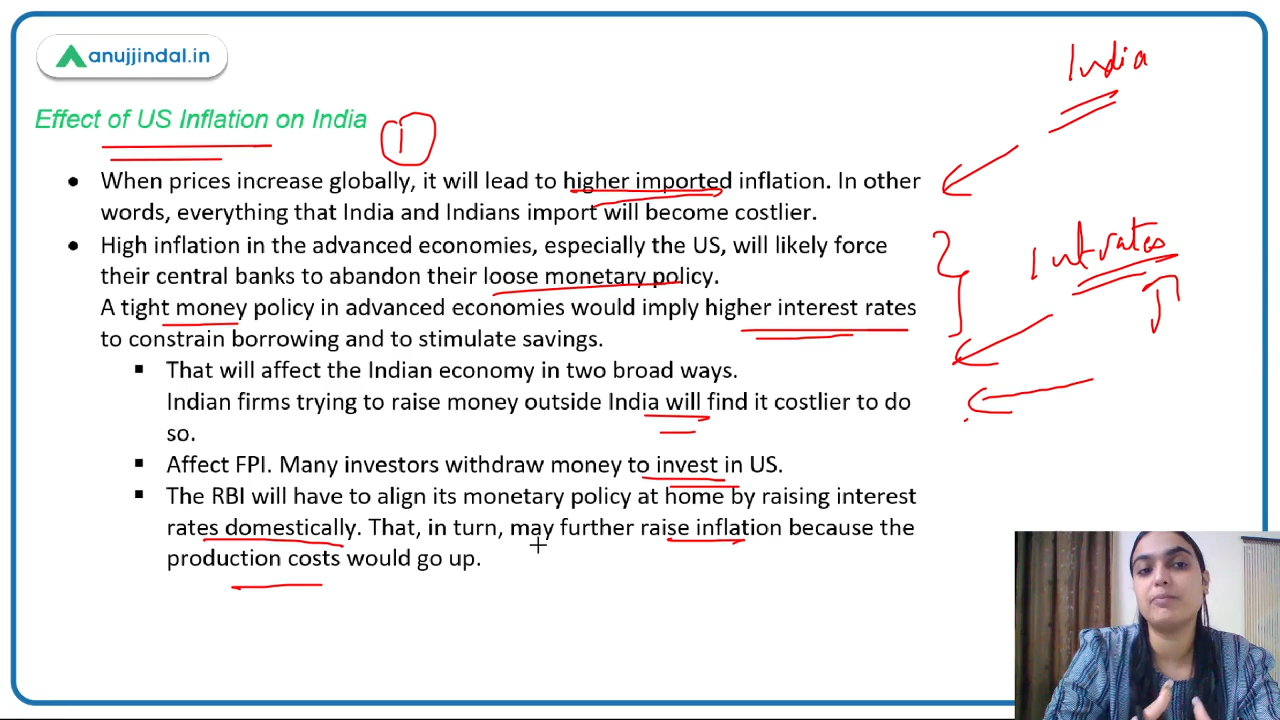 anujjindal.in
India
Effect of US Inflation on India
1
● When prices increase globally, it will lead to higher imported inflation. In other
words, everything that India and Indians import will become costlier.
● High inflation in the advanced economies, especially the US, will likely force
their central banks to abandon their loose monetary policy.
A tight money policy in advanced economies would imply higher interest rates
to constrain borrowing and to stimulate savings.
Int rates
▪ That will affect the Indian economy in two broad ways.
Indian firms trying to raise money outside India will find it costlier to do
so.
▪ Affect FPI. Many investors withdraw money to invest in US.
▪ The RBI will have to align its monetary policy at home by raising interest
rates domestically. That, in turn, may further raise inflation because the
production costs would go up.